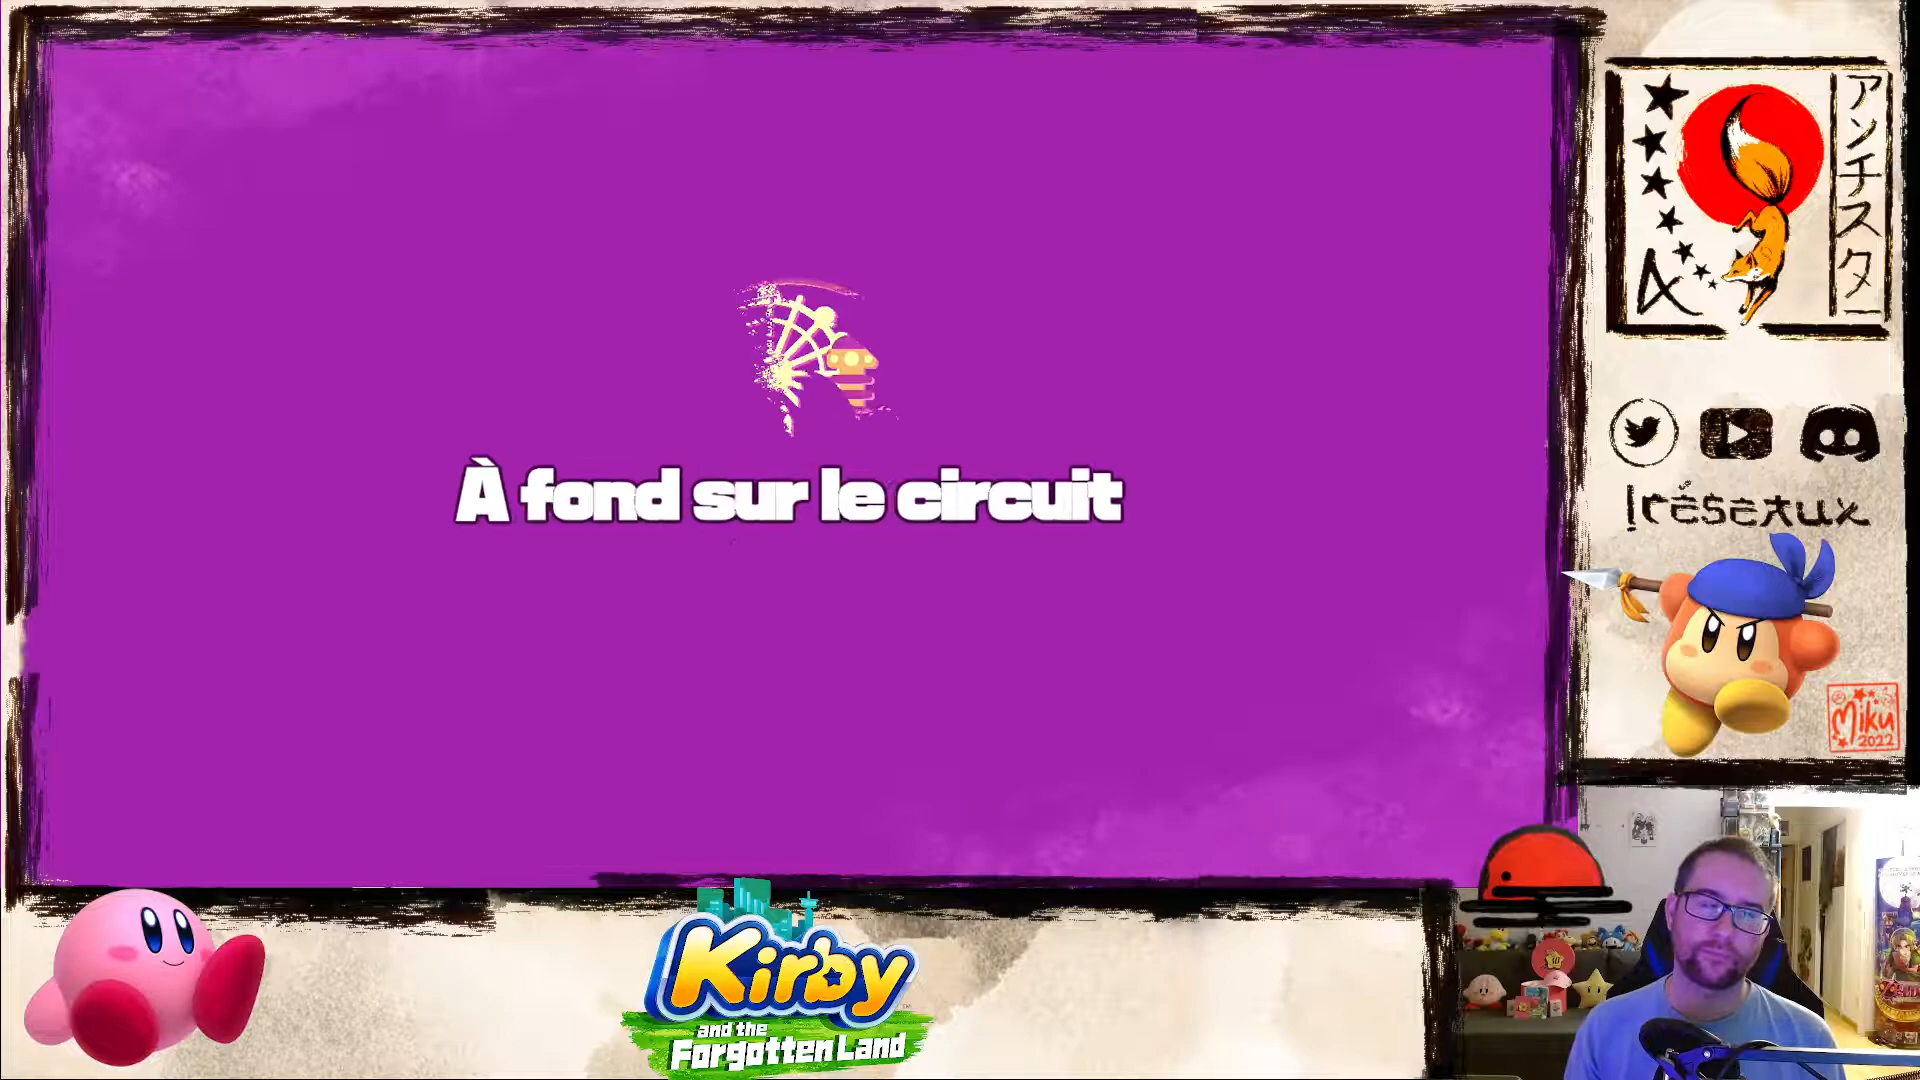 À fond sur le circuit
アンチスター
!réseaux
Miku
2022
Kirby
and the
Forgotten Land